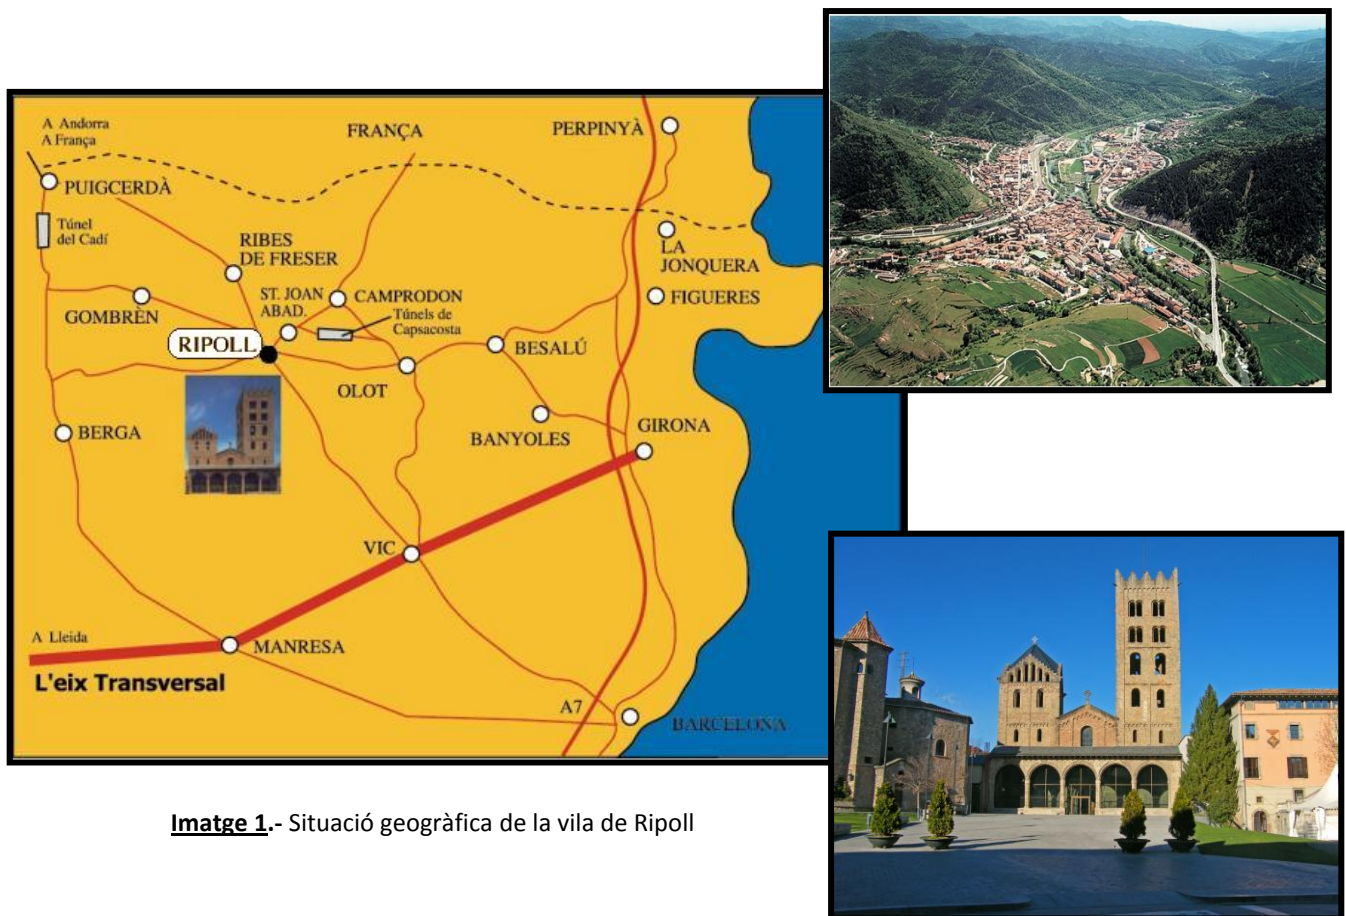 A Andorra
A França
FRANÇA
PERPINYÀ
PUIGCERDÀ
Túnel
del Cadí
RIBES
DE FRESER
LA
JONQUERA
ST. JOAN
ABAD.
CAMPRODON
FIGUERES
GOMBRÈN
Túnels de
Capsacosta
RIPOLL
BESALÚ
OLOT
BERGA
BANYOLES
GIRONA
VIC
A Lleida
MANRESA
L'eix Transversal
A7
BARCELONA
Imatge 1.- Situació geogràfica de la vila de Ripoll